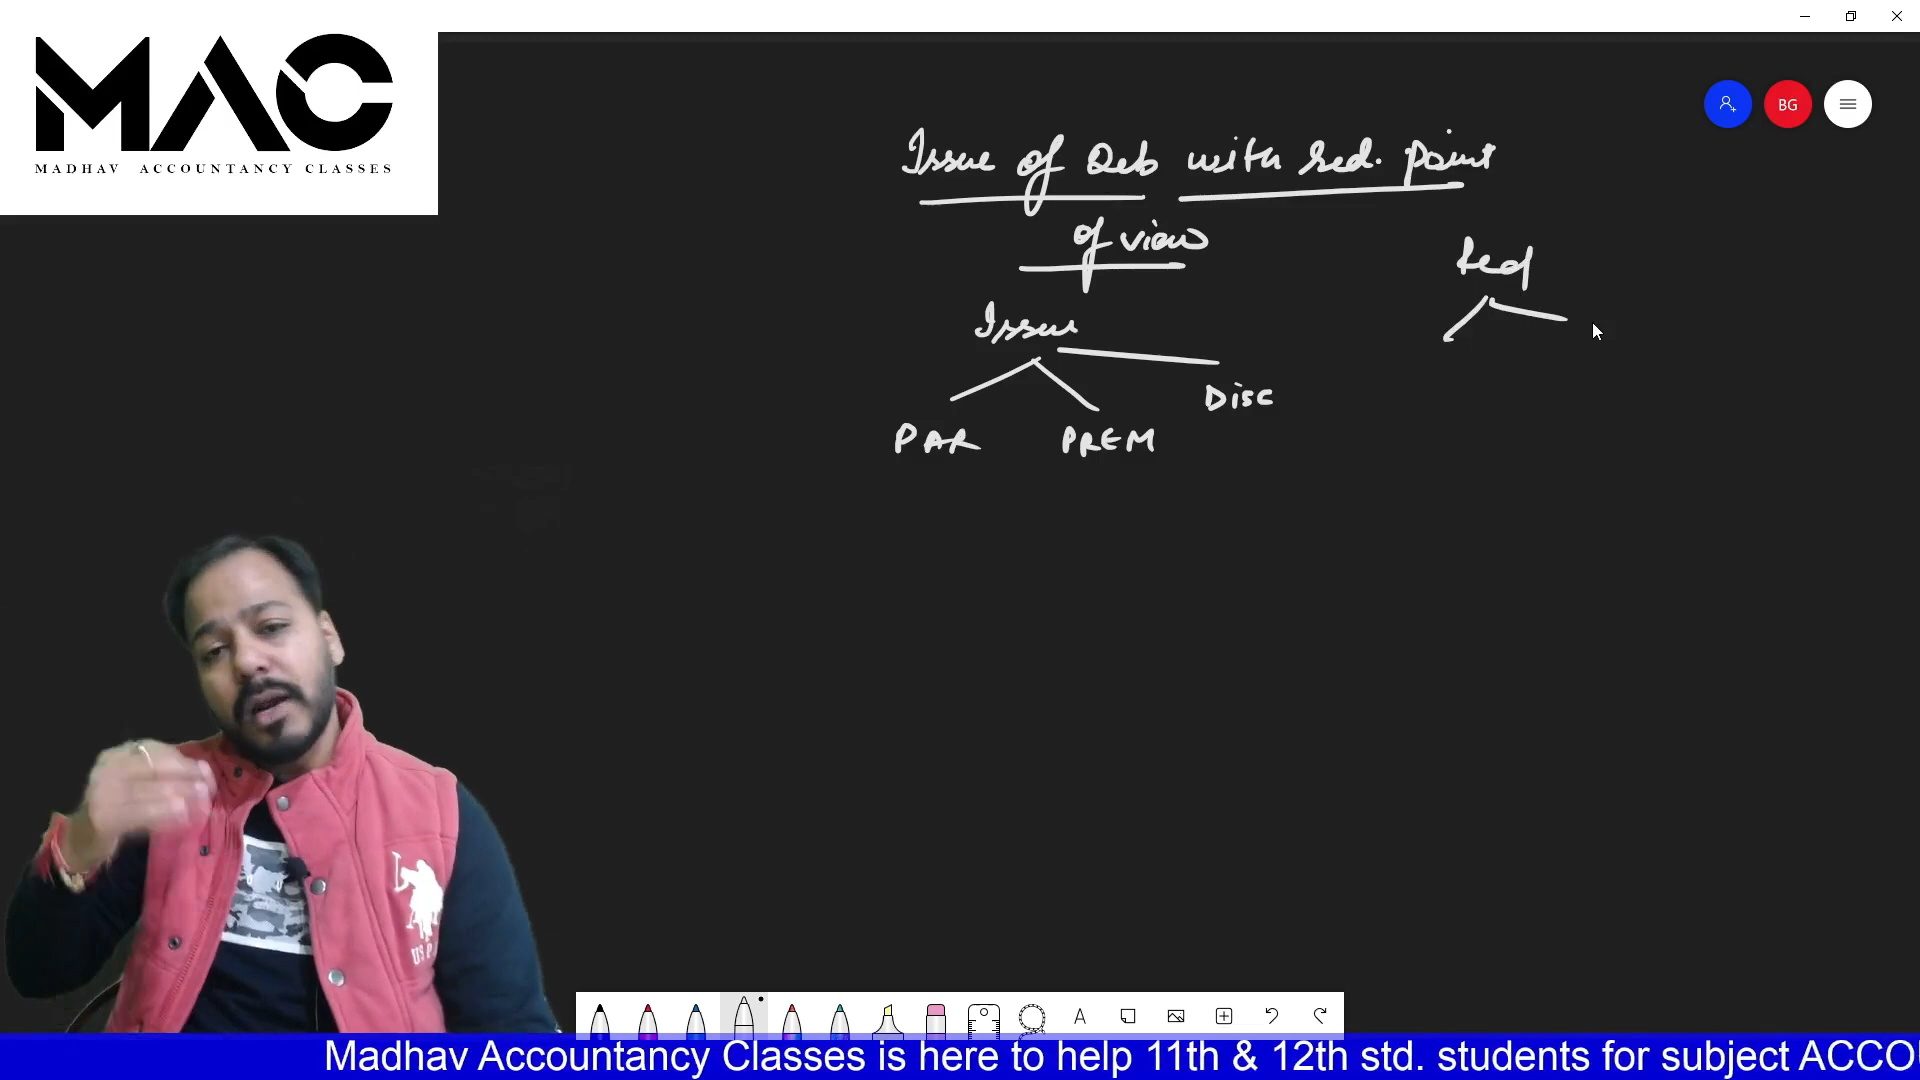 MAC
MADHAV ACCOUNTANCY CLASSES
BG
Issue of Deb with red. point
of view
Issue
Red
PAR
PREM
Disc
A
U S P
Madhav Accountancy Classes is here to help 11th & 12th std. students for subject ACCO